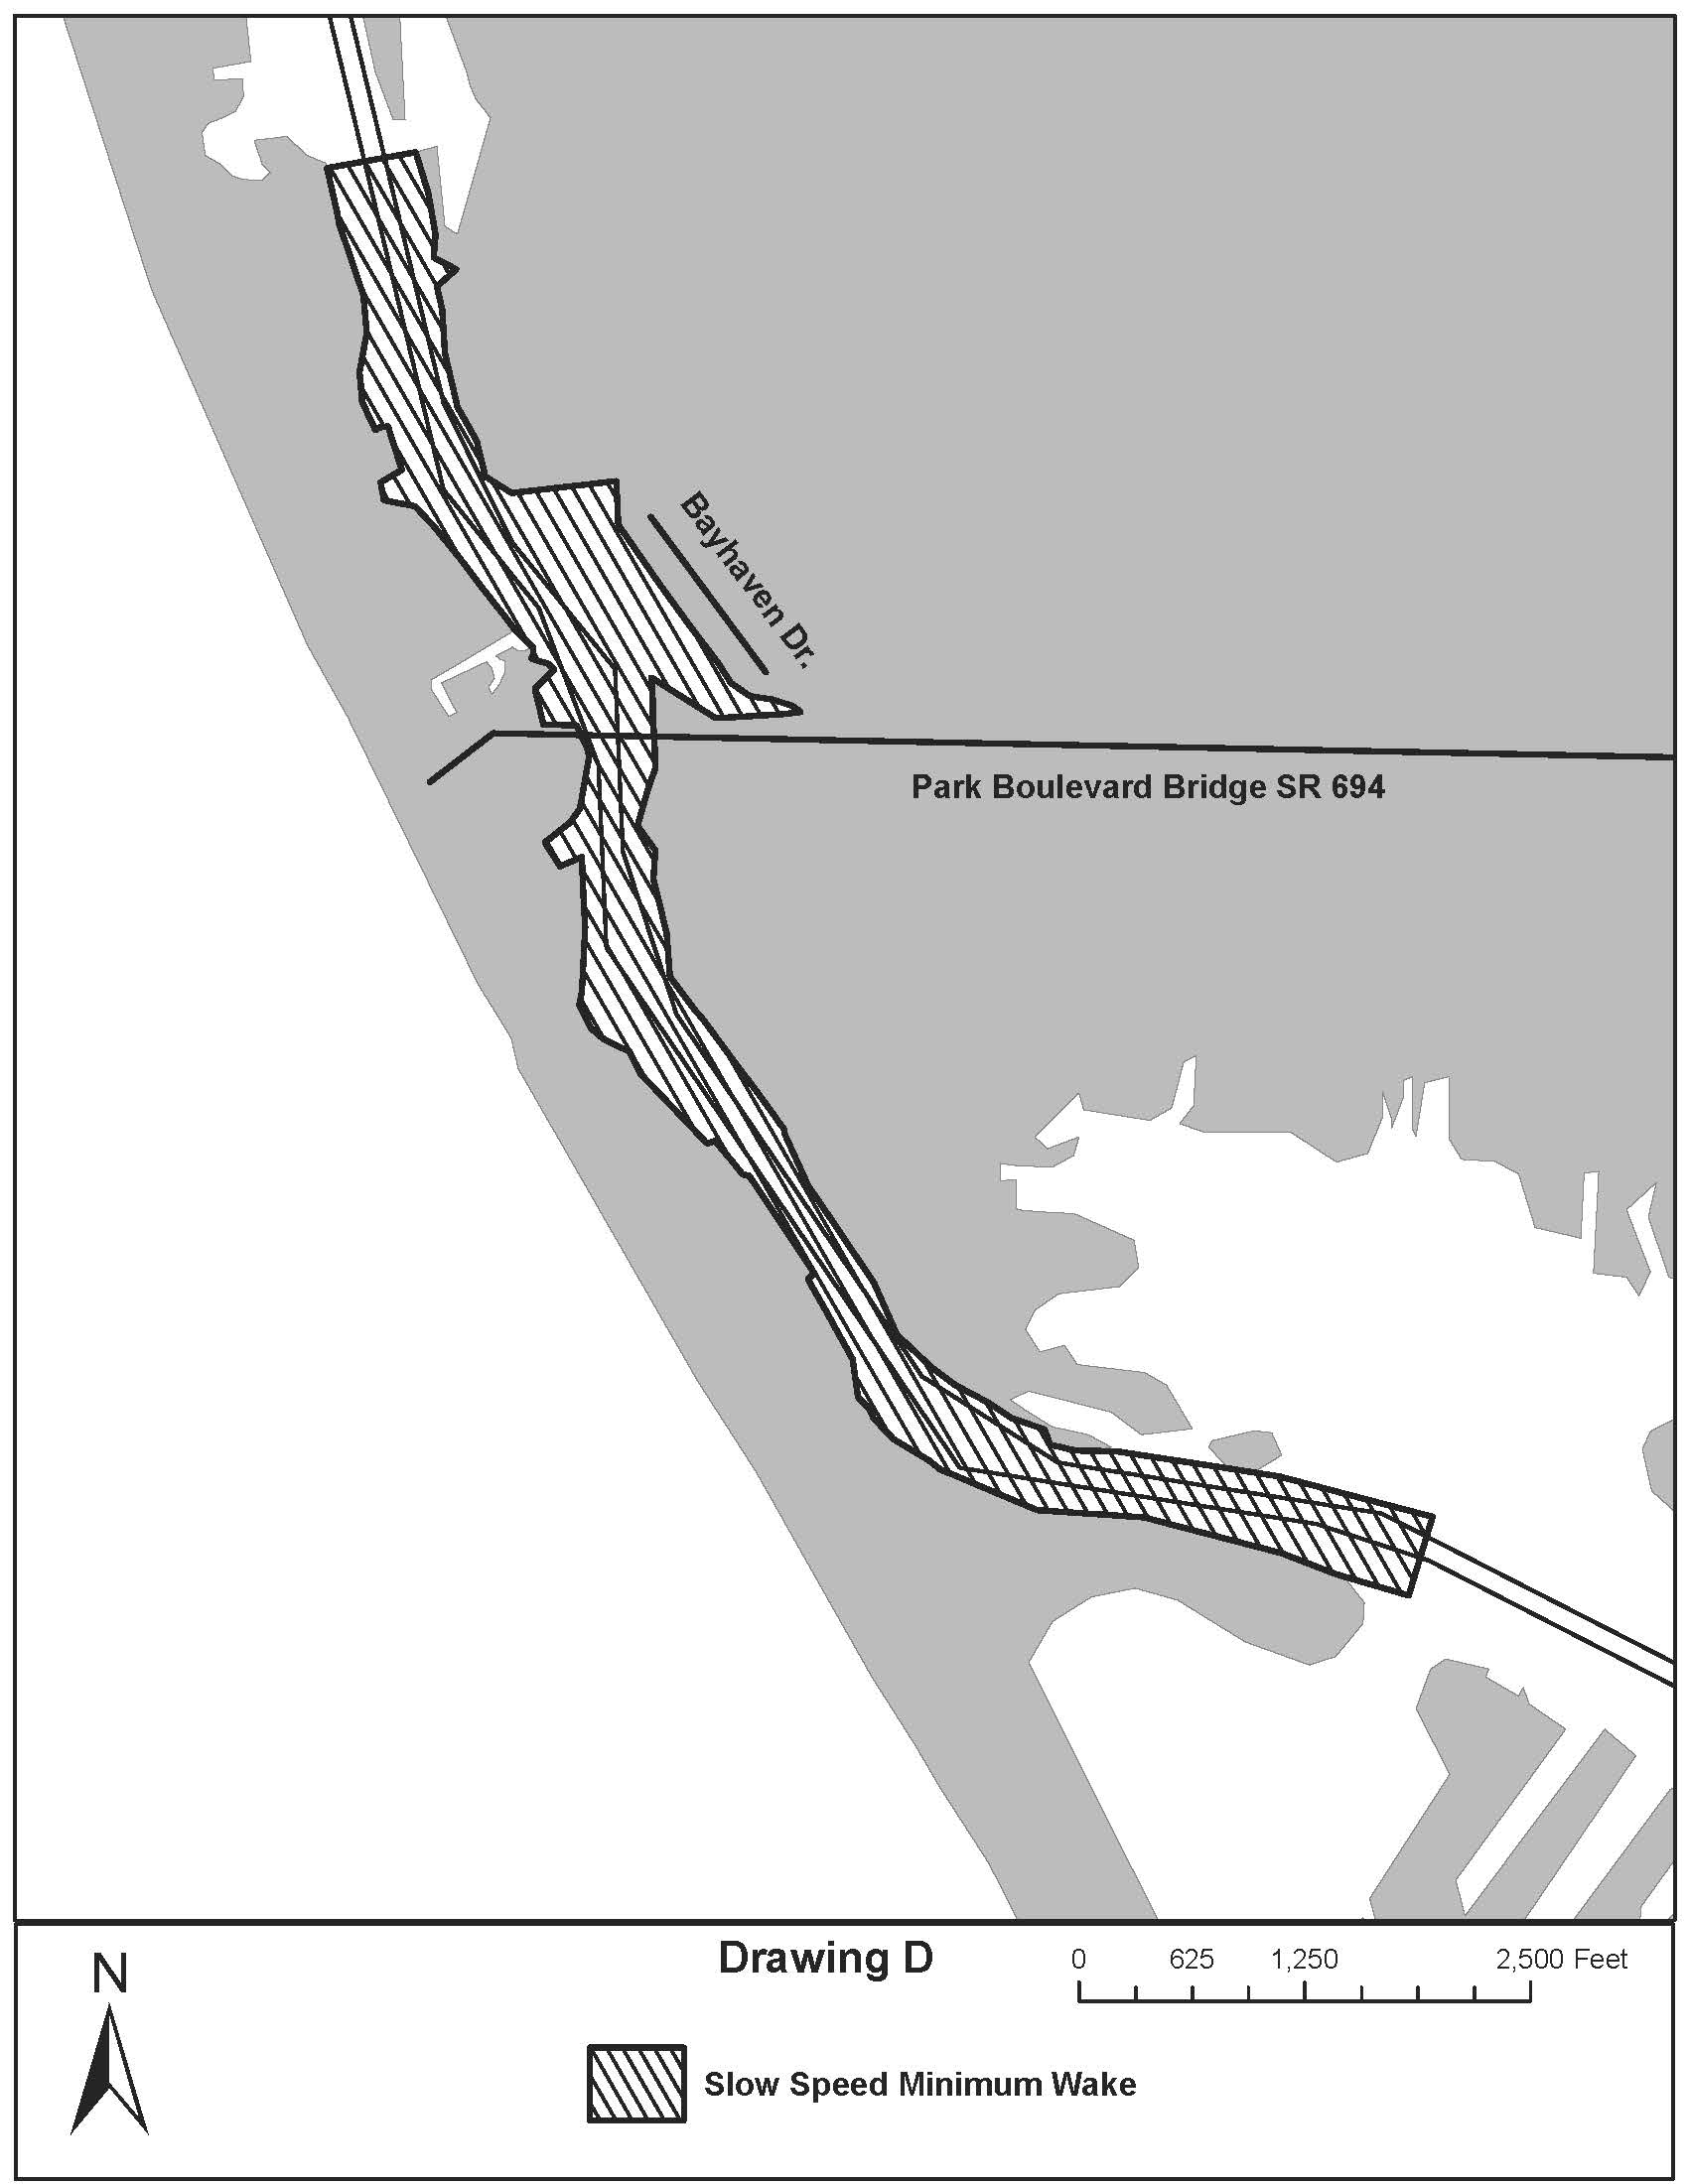 Bayhaven Dr.
Park Boulevard Bridge SR 694
N
Drawing D
0 625 1,250 2,500 Feet
Slow Speed Minimum Wake